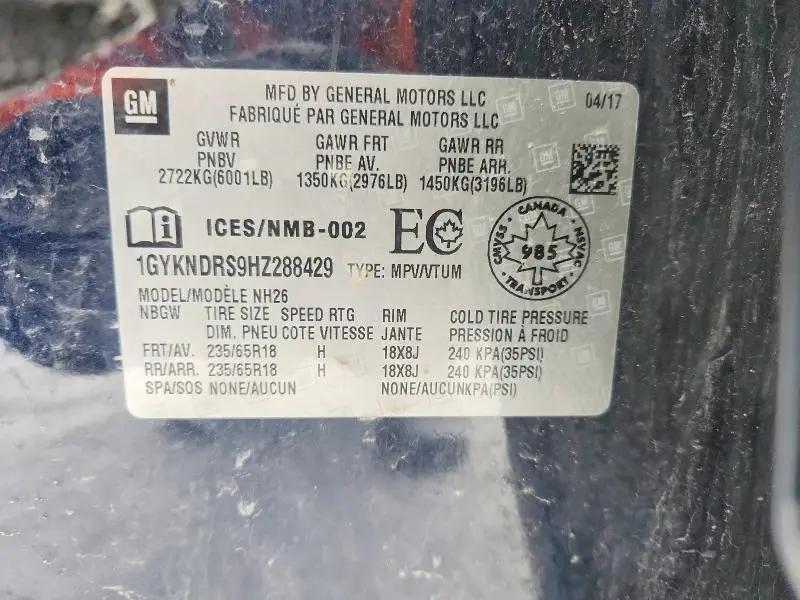 GM
MFD BY GENERAL MOTORS LLC 04/17
FABRIQUÉ PAR GENERAL MOTORS LLC
GVWR GAWR FRT GAWR RR
PNBV PNBE AV. PNBE ARR.
2722KG(6001LB) 1350KG(2976LB) 1450KG(3196LB)
ICES/NMB-002 EC
CANADA
CMVSS 985 NSVAC
TRANSPORT
1GYKNDRS9HZ288429 TYPE: MPV/VTUM
MODEL/MODÈLE NH26
NBGW TIRE SIZE SPEED RTG RIM COLD TIRE PRESSURE
DIM. PNEU COTE VITESSE JANTE PRESSION À FROID
FRT/AV. 235/65R18 H 18X8J 240 KPA(35PSI)
RR/ARR. 235/65R18 H 18X8J 240 KPA(35PSI)
SPA/SOS NONE/AUCUN NONE/AUCUNKPA(PSI)